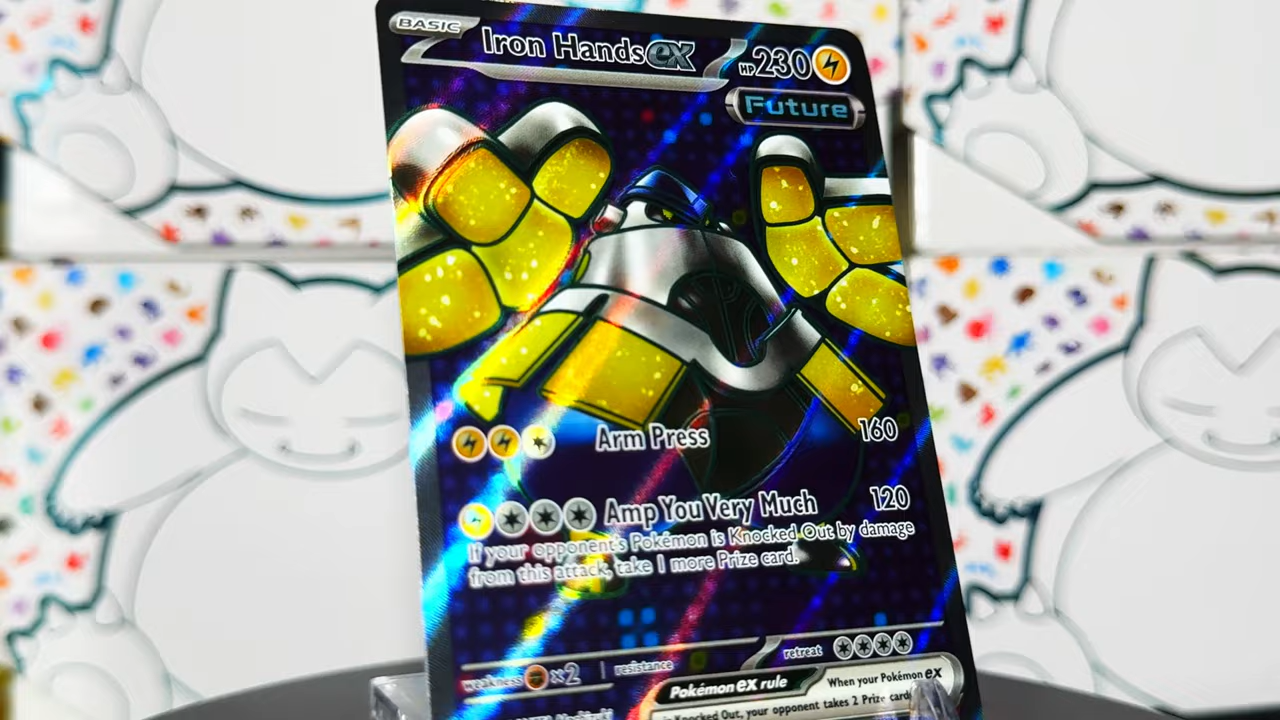 BASIC Iron Hands ex HP 230
Future
Arm Press 160
Amp You Very Much 120
If your opponent's Pokémon is Knocked Out by damage
from this attack, take 1 more Prize card.
weakness ×2 resistance retreat
Pokémon ex rule When your Pokémon ex
is Knocked Out, your opponent takes 2 Prize cards